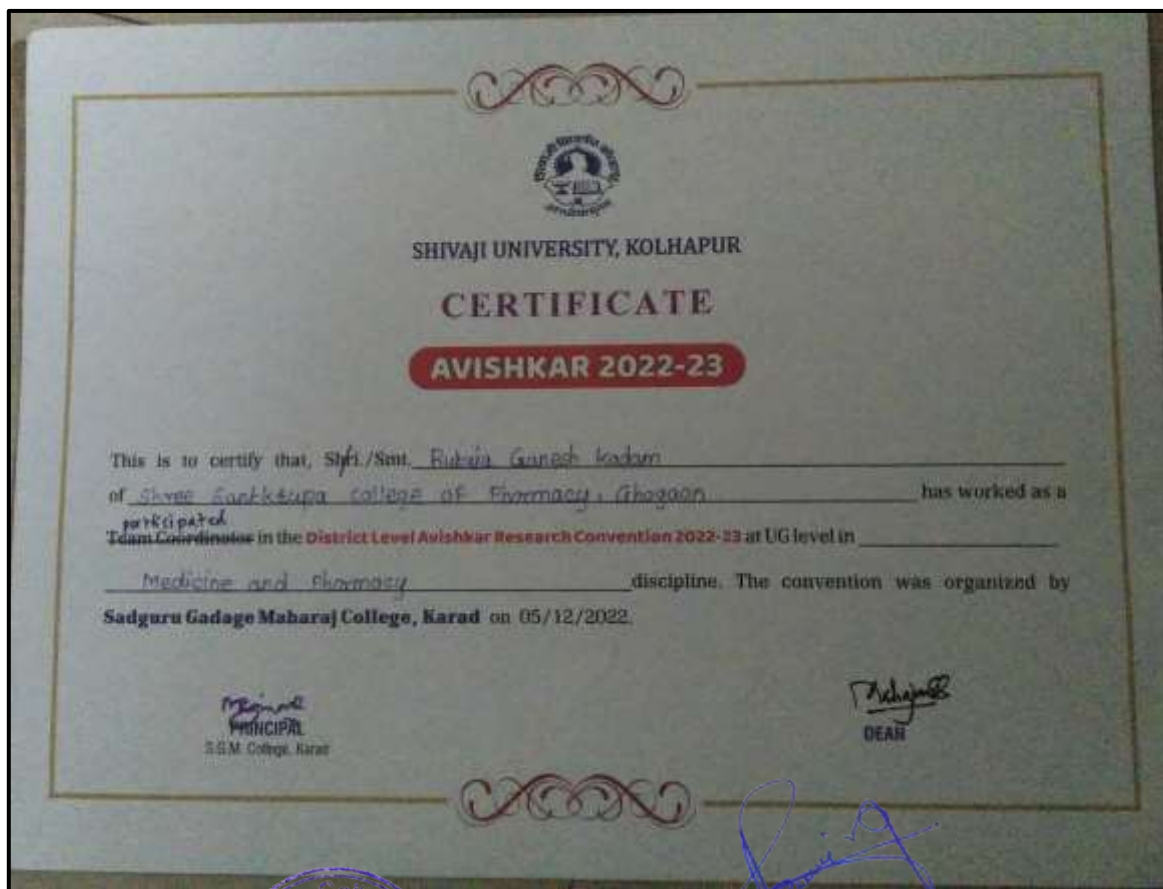 SHIVAJI UNIVERSITY, KOLHAPUR
CERTIFICATE
AVISHKAR 2022-23
This is to certify that, Shri./Smt. Rutuja Ganesh Kadam
of Shree Santkrupa college of Pharmacy, Ghogaon has worked as a
participated
Team Coordinator in the District Level Avishkar Research Convention 2022-23 at UG level in
Medicine and Pharmacy discipline. The convention was organized by
Sadguru Gadage Maharaj College, Karad on 05/12/2022.
PRINCIPAL
S.G.M. College, Karad
DEAN